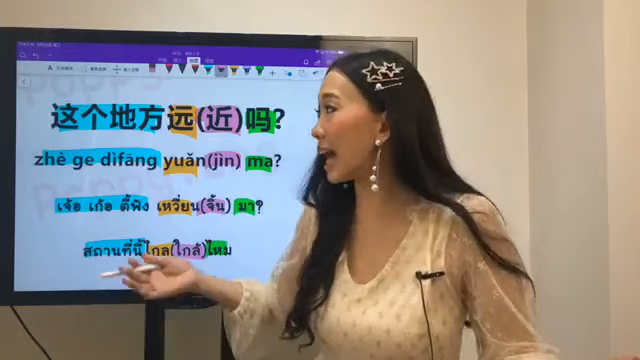 这个地方远(近)吗?
zhè ge dìfāng yuǎn(jìn) ma?
เจ้อ เก้อ ตี้ฟัง เหวี่ยน(จิ้น) มา?
สถานที่นี้ไกล(ใกล้)ไหม